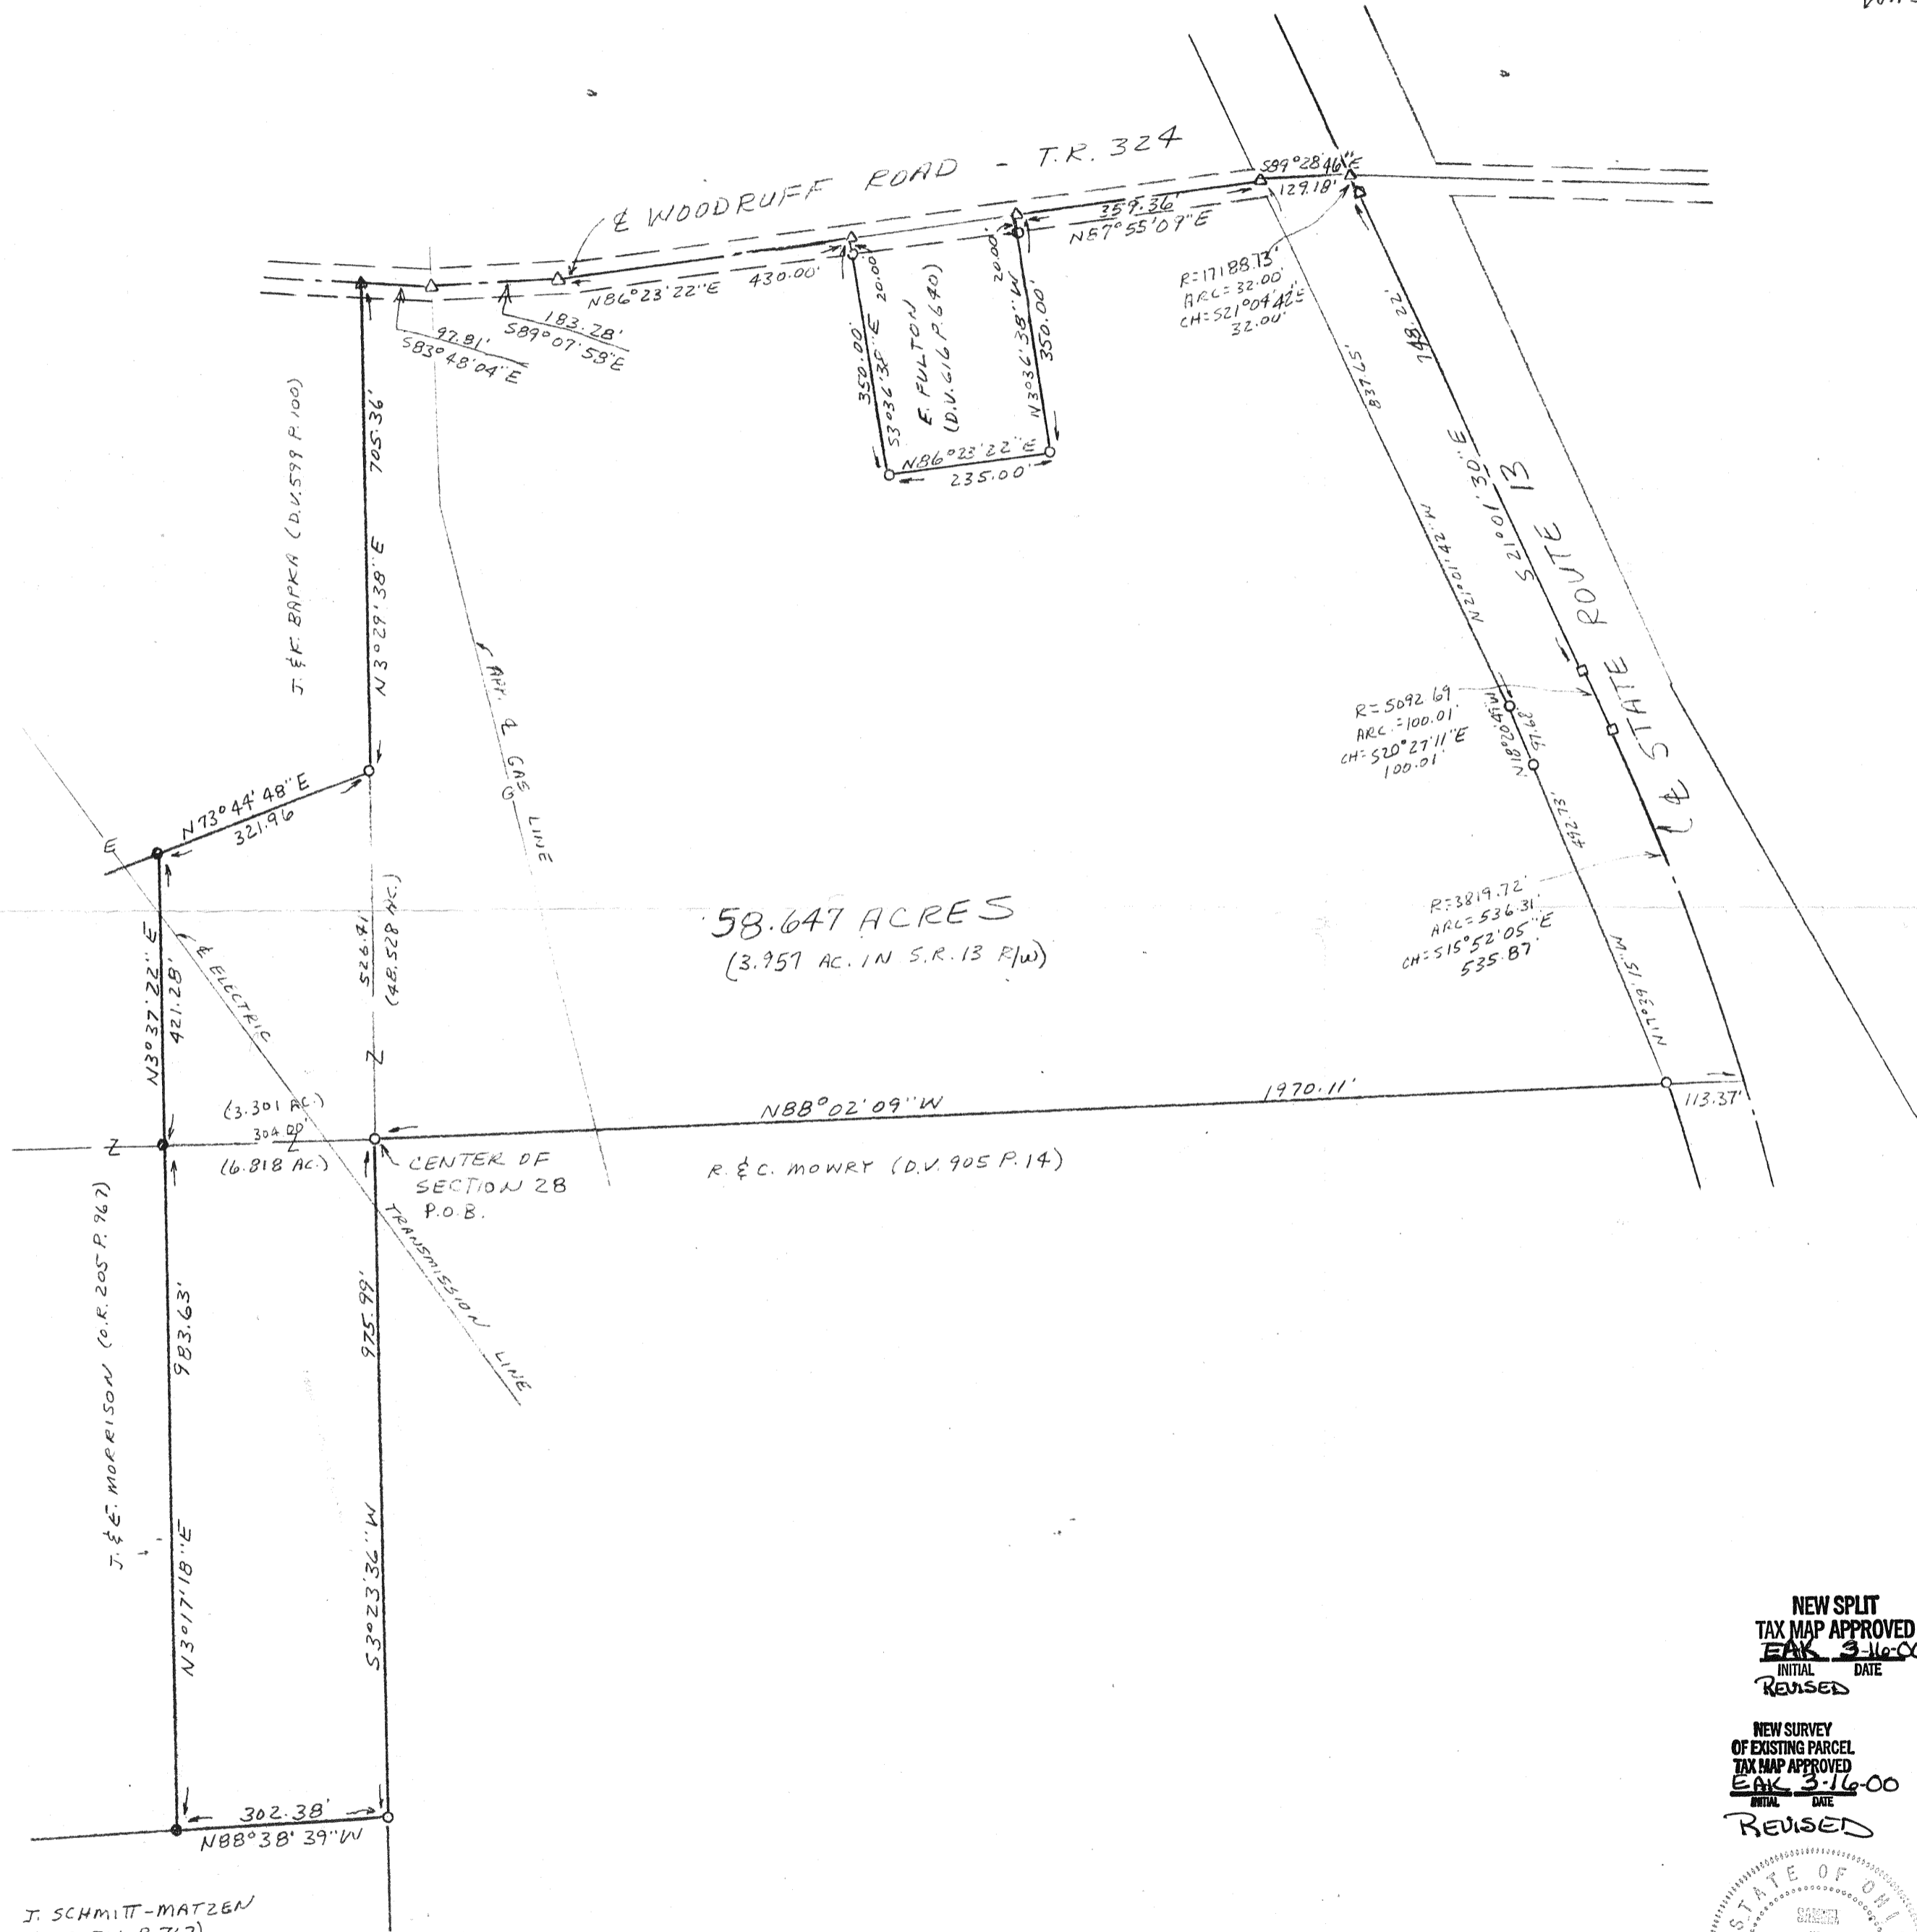 ℄ WOODRUFF ROAD - T.R. 324
S89°28'46"E
129.18'
359.36'
N87°55'09"E
N86°23'22"E 430.00'
183.28'
S89°07'58"E
97.81'
S83°48'04"E
20.00'
350.00'
S3°36'38"E
E. FULTON
(D.V. 616 P. 640)
20.00'
N3°36'38"W
350.00'
N86°23'22"E
235.00'
R=17188.73'
ARC=32.00'
CH=S21°04'42"E
32.00'
748.22'
S21°01'30"E
837.65'
N21°01'42"W
℄ STATE ROUTE 13
J. & K. BAPKA (D.V. 599 P. 100)
705.36'
N3°29'38"E
APP. ℄ GAS LINE
G
R=5092.69
ARC.=100.01'
CH=S20°27'11"E
100.01'
492.73'
N17°39'15"W
R=3819.72'
ARC=536.31'
CH=S15°52'05"E
535.87'
N73°44'48"E
321.96
E
℄ ELECTRIC
TRANSMISSION LINE
N3°37'22"E
421.28'
(48.528 AC.)
58.647 ACRES
(3.957 AC. IN S.R. 13 R/W)
(3.301 AC.)
304.00'
(6.818 AC.)
Z
Z
Z
N88°02'09"W
1970.11'
113.37'
CENTER OF
SECTION 28
P.O.B.
R. & C. MOWRY (D.V. 905 P. 14)
J. & E. MORRISON (O.R. 205 P. 967)
983.63'
N3°17'18"E
975.99'
S3°23'36"W
302.38'
N88°38'39"W
J. SCHMITT-MATZEN
NEW SPLIT
TAX MAP APPROVED
EAK 3-16-00
INITIAL DATE
REVISED
NEW SURVEY
OF EXISTING PARCEL
TAX MAP APPROVED
EAK 3-16-00
INITIAL DATE
REVISED
STATE OF OHI